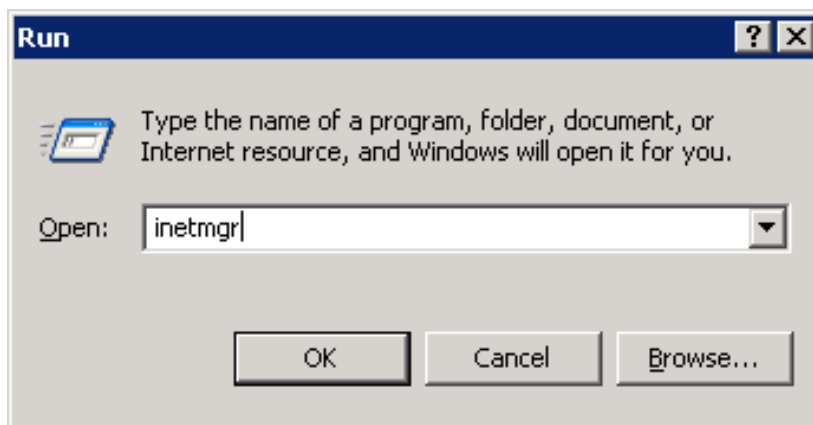 Run
Type the name of a program, folder, document, or
Internet resource, and Windows will open it for you.
Open: inetmgr
OK Cancel Browse...